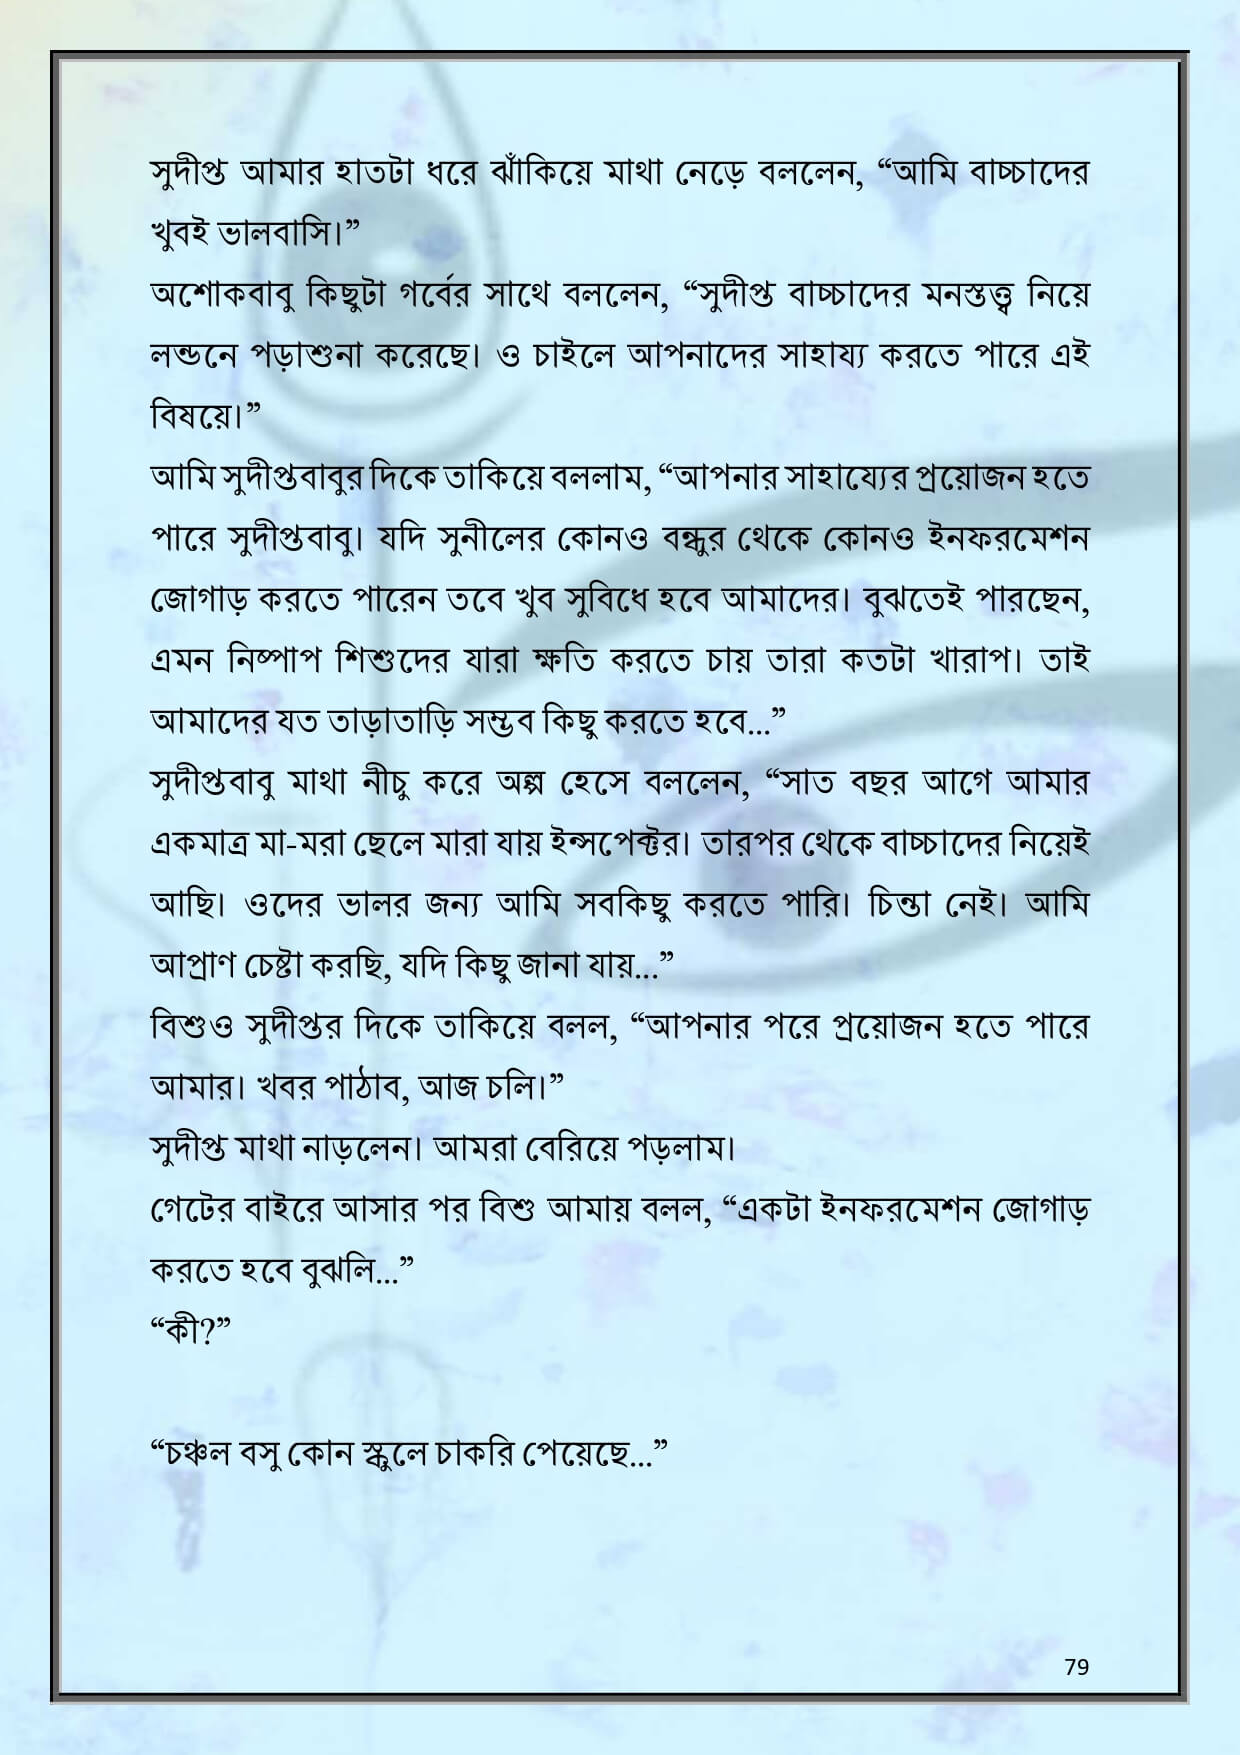 সুদীপ্ত আমার হাতটা ধরে ঝাঁকিয়ে মাথা নেড়ে বললেন, “আমি বাচ্চাদের
খুবই ভালবাসি।”
অশোকবাবু কিছুটা গর্বের সাথে বললেন, “সুদীপ্ত বাচ্চাদের মনস্তত্ত্ব নিয়ে
লন্ডনে পড়াশুনা করেছে। ও চাইলে আপনাদের সাহায্য করতে পারে এই
বিষয়ে।”
আমি সুদীপ্তবাবুর দিকে তাকিয়ে বললাম, “আপনার সাহায্যের প্রয়োজন হতে
পারে সুদীপ্তবাবু। যদি সুনীলের কোনও বন্ধুর থেকে কোনও ইনফরমেশন
জোগাড় করতে পারেন তবে খুব সুবিধে হবে আমাদের। বুঝতেই পারছেন,
এমন নিষ্পাপ শিশুদের যারা ক্ষতি করতে চায় তারা কতটা খারাপ। তাই
আমাদের যত তাড়াতাড়ি সম্ভব কিছু করতে হবে...”
সুদীপ্তবাবু মাথা নীচু করে অল্প হেসে বললেন, “সাত বছর আগে আমার
একমাত্র মা-মরা ছেলে মারা যায় ইন্সপেক্টর। তারপর থেকে বাচ্চাদের নিয়েই
আছি। ওদের ভালর জন্য আমি সবকিছু করতে পারি। চিন্তা নেই। আমি
আপ্রাণ চেষ্টা করছি, যদি কিছু জানা যায়...”
বিশুও সুদীপ্তর দিকে তাকিয়ে বলল, “আপনার পরে প্রয়োজন হতে পারে
আমার। খবর পাঠাব, আজ চলি।”
সুদীপ্ত মাথা নাড়লেন। আমরা বেরিয়ে পড়লাম।
গেটের বাইরে আসার পর বিশু আমায় বলল, “একটা ইনফরমেশন জোগাড়
করতে হবে বুঝলি...”
“কী?”
“চঞ্চল বসু কোন স্কুলে চাকরি পেয়েছে...”
79